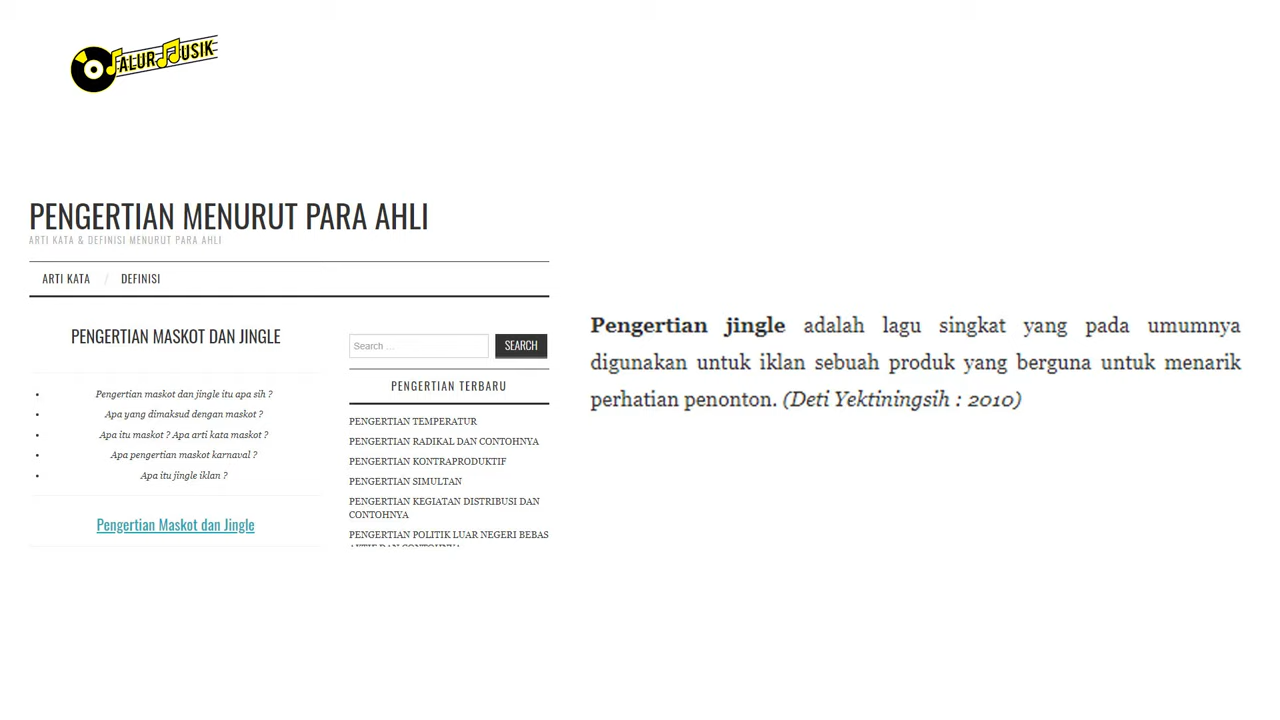 JALUR MUSIK
PENGERTIAN MENURUT PARA AHLI
ARTI KATA & DEFINISI MENURUT PARA AHLI
ARTI KATA / DEFINISI
PENGERTIAN MASKOT DAN JINGLE
Pengertian maskot dan jingle itu apa sih ?
Apa yang dimaksud dengan maskot ?
Apa itu maskot ? Apa arti kata maskot ?
Apa pengertian maskot karnaval ?
Apa itu jingle iklan ?
Pengertian Maskot dan Jingle
Search ...
SEARCH
PENGERTIAN TERBARU
PENGERTIAN TEMPERATUR
PENGERTIAN RADIKAL DAN CONTOHNYA
PENGERTIAN KONTRAPRODUKTIF
PENGERTIAN SIMULTAN
PENGERTIAN KEGIATAN DISTRIBUSI DAN
CONTOHNYA
PENGERTIAN POLITIK LUAR NEGERI BEBAS
AKTIF DAN CONTOHNYA
Pengertian jingle adalah lagu singkat yang pada umumnya
digunakan untuk iklan sebuah produk yang berguna untuk menarik
perhatian penonton. (Deti Yektiningsih : 2010)